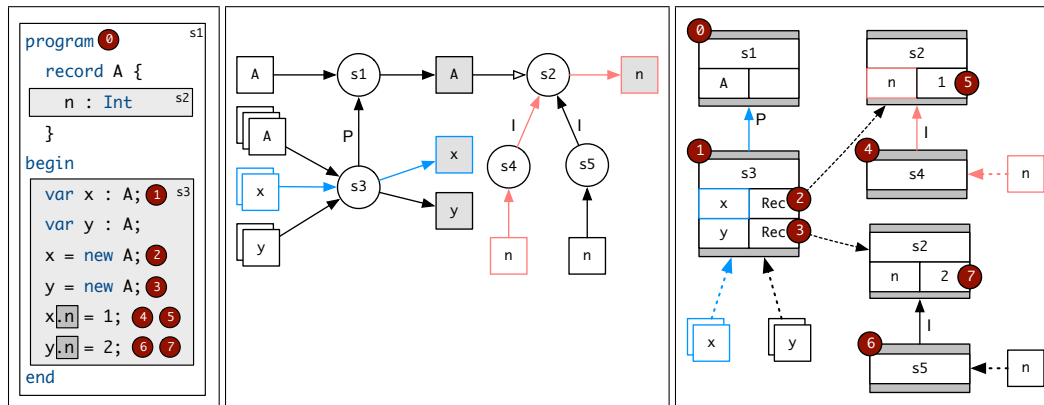 program 0 s1
record A {
n : Int s2
}
begin
var x : A; 1 s3
var y : A;
x = new A; 2
y = new A; 3
x.n = 1; 4 5
y.n = 2; 6 7
end
A s1 A s2 n
P I I
A
x s3 x s4 s5
y y
n n
0
s1
A
P
1
s3
x Rec 2
y Rec 3
x y
s2
n 1 5
I
4
s4 n
s2
n 2 7
I
6
s5 n